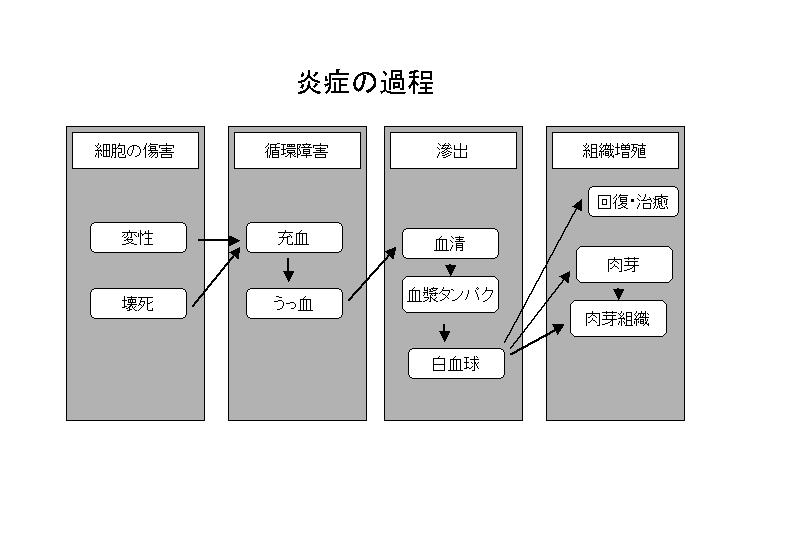 炎症の過程
細胞の傷害
変性
壊死
循環障害
充血
うっ血
滲出
血清
血漿タンパク
白血球
組織増殖
回復・治癒
肉芽
肉芽組織